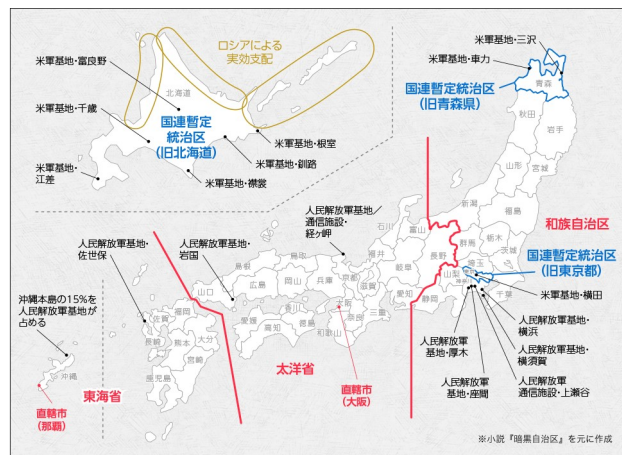 ロシアによる
実効支配
米軍基地・富良野
北海道
米軍基地・千歳
国連暫定
統治区
(旧北海道)
米軍基地・根室
米軍基地・釧路
米軍基地・襟裳
米軍基地・
江差
米軍基地・三沢
米軍基地・車力
青森
国連暫定統治区
(旧青森県)
秋田
岩手
山形
宮城
新潟
福島
和族自治区
人民解放軍基地/
通信施設・
経ヶ岬
石川
富山
群馬
栃木
茨城
長野
埼玉
国連暫定統治区
(旧東京都)
福井
岐阜
山梨
千葉
米軍基地・横田
人民解放軍基地・
佐世保
人民解放軍基地・
岩国
鳥取
島根
京都
滋賀
愛知
静岡
山口
広島
岡山
兵庫
大阪
奈良
三重
和歌山
香川
愛媛
徳島
高知
人民解放軍基地・
横浜
人民解放軍
基地・厚木
人民解放軍基地・
横須賀
人民解放軍
基地・座間
人民解放軍
通信施設・上瀬谷
沖縄本島の15%を
人民解放軍基地が
占める
福岡
佐賀
長崎
大分
熊本
宮崎
鹿児島
沖縄
直轄市
(那覇)
東海省
太洋省
直轄市
(大阪)
※小説『暗黒自治区』を元に作成